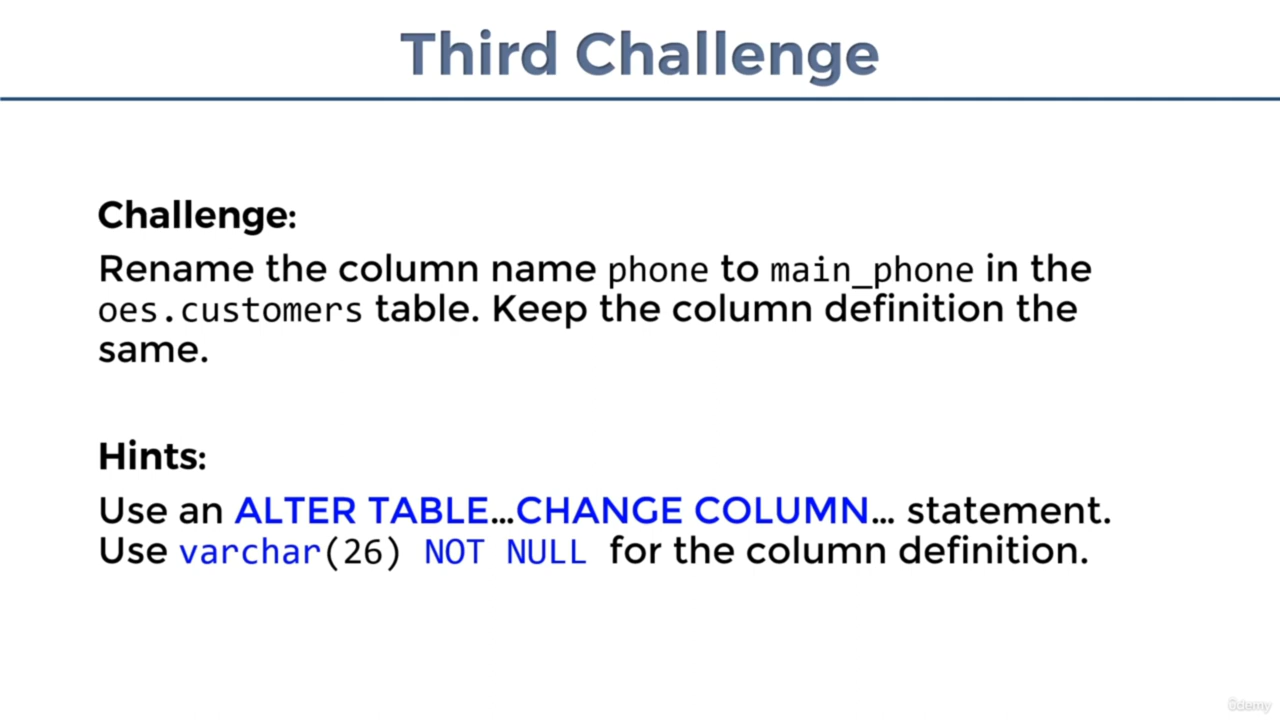 Third Challenge
Challenge:
Rename the column name phone to main_phone in the
oes.customers table. Keep the column definition the
same.
Hints:
Use an ALTER TABLE…CHANGE COLUMN… statement.
Use varchar(26) NOT NULL for the column definition.
ûdemy